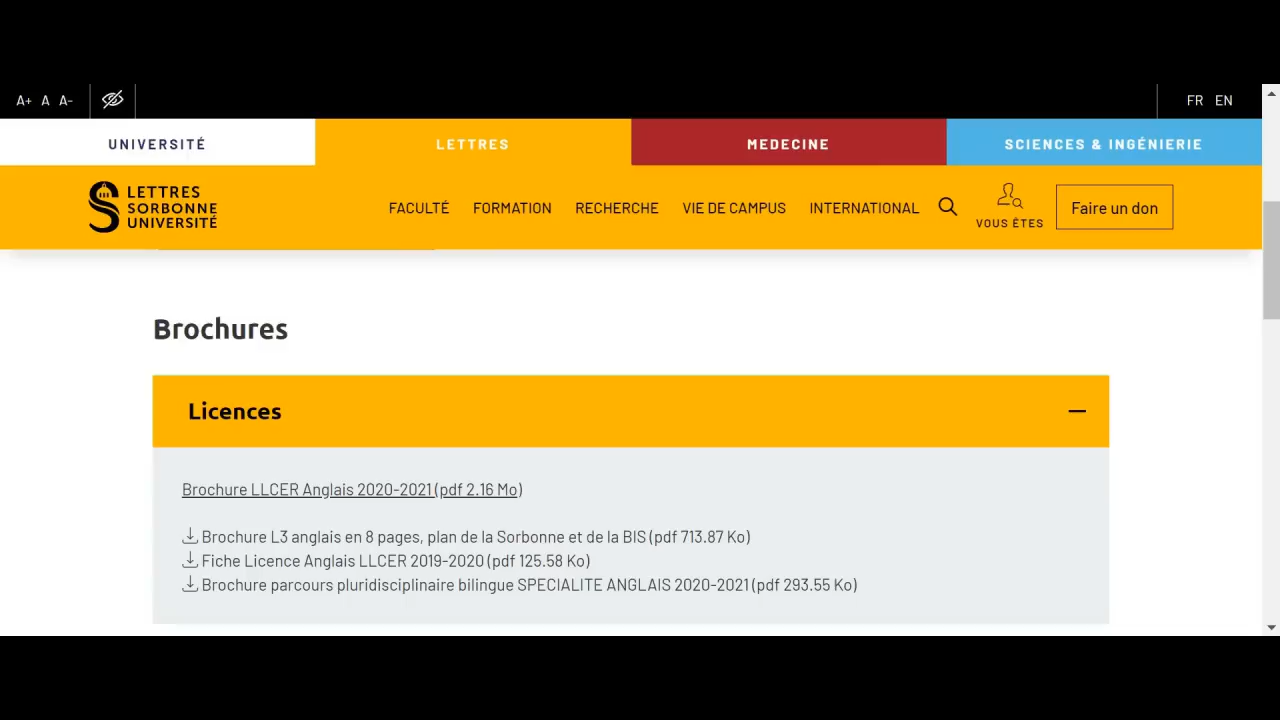 A+ A A-
FR EN
UNIVERSITÉ
LETTRES
MEDECINE
SCIENCES & INGÉNIERIE
LETTRES
SORBONNE
UNIVERSITÉ
FACULTÉ
FORMATION
RECHERCHE
VIE DE CAMPUS
INTERNATIONAL
VOUS ÊTES
Faire un don
Brochures
Licences
Brochure LLCER Anglais 2020-2021 (pdf 2.16 Mo)
Brochure L3 anglais en 8 pages, plan de la Sorbonne et de la BIS (pdf 713.87 Ko)
Fiche Licence Anglais LLCER 2019-2020 (pdf 125.58 Ko)
Brochure parcours pluridisciplinaire bilingue SPECIALITE ANGLAIS 2020-2021 (pdf 293.55 Ko)